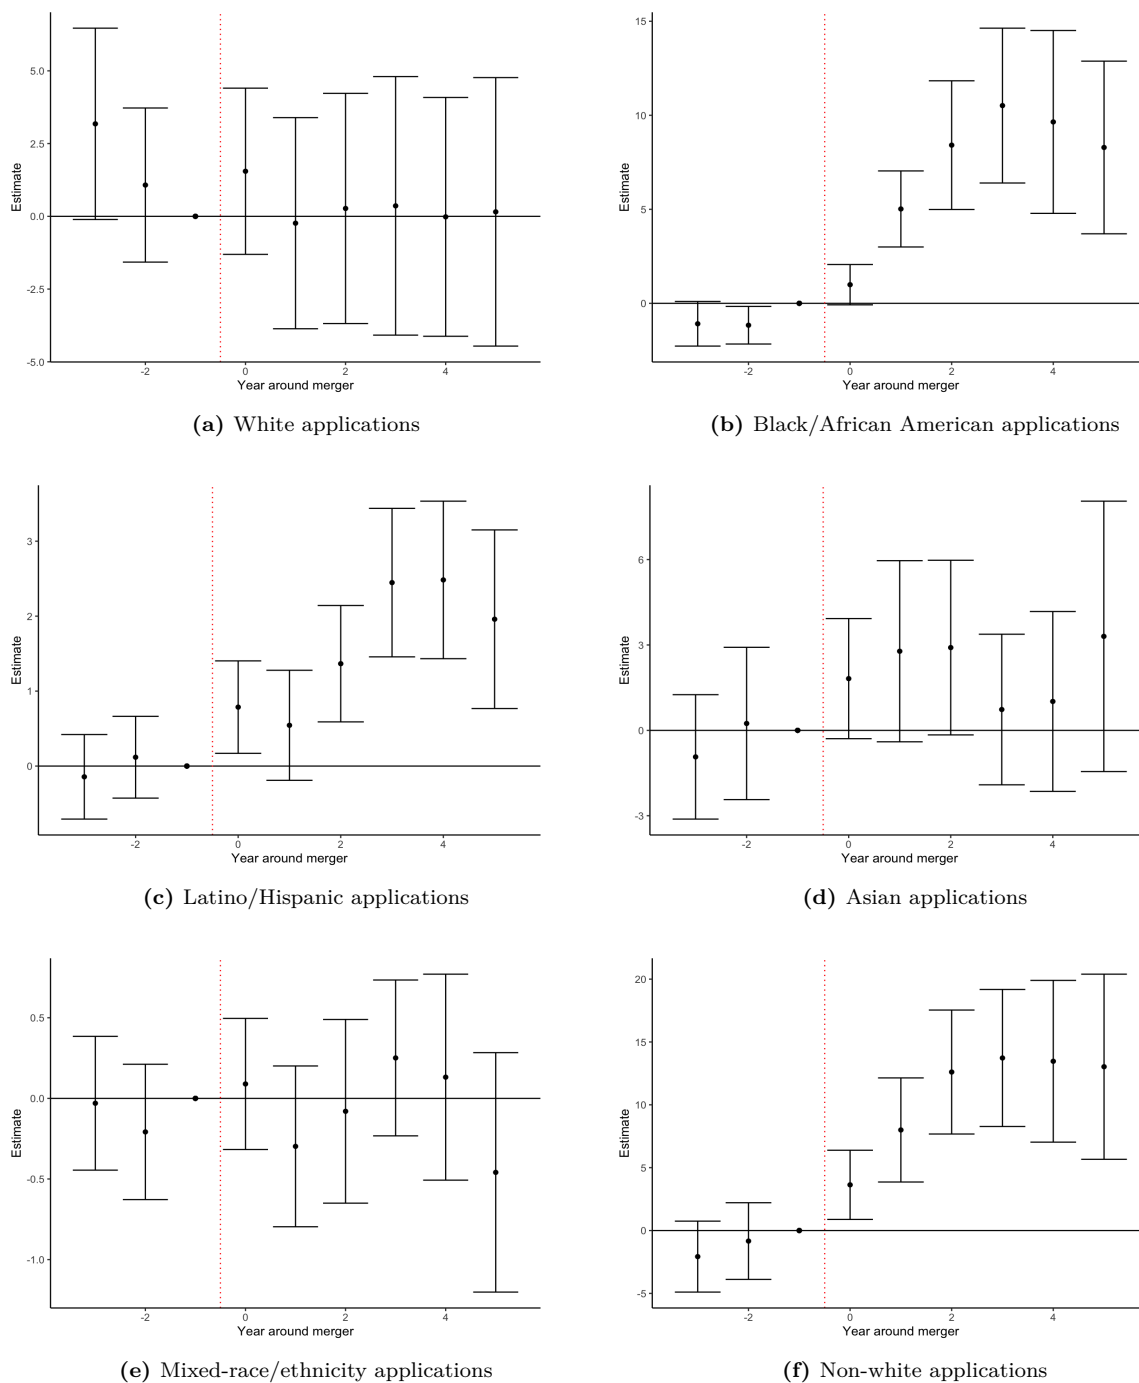 Estimate
5.0
2.5
0.0
-2.5
-5.0
-2
0
2
4
Year around merger
(a) White applications
Estimate
15
10
5
0
-2
0
2
4
Year around merger
(b) Black/African American applications
Estimate
3
2
1
0
-2
0
2
4
Year around merger
(c) Latino/Hispanic applications
Estimate
6
3
0
-3
-2
0
2
4
Year around merger
(d) Asian applications
Estimate
0.5
0.0
-0.5
-1.0
-2
0
2
4
Year around merger
(e) Mixed-race/ethnicity applications
Estimate
20
15
10
5
0
-5
-2
0
2
4
Year around merger
(f) Non-white applications